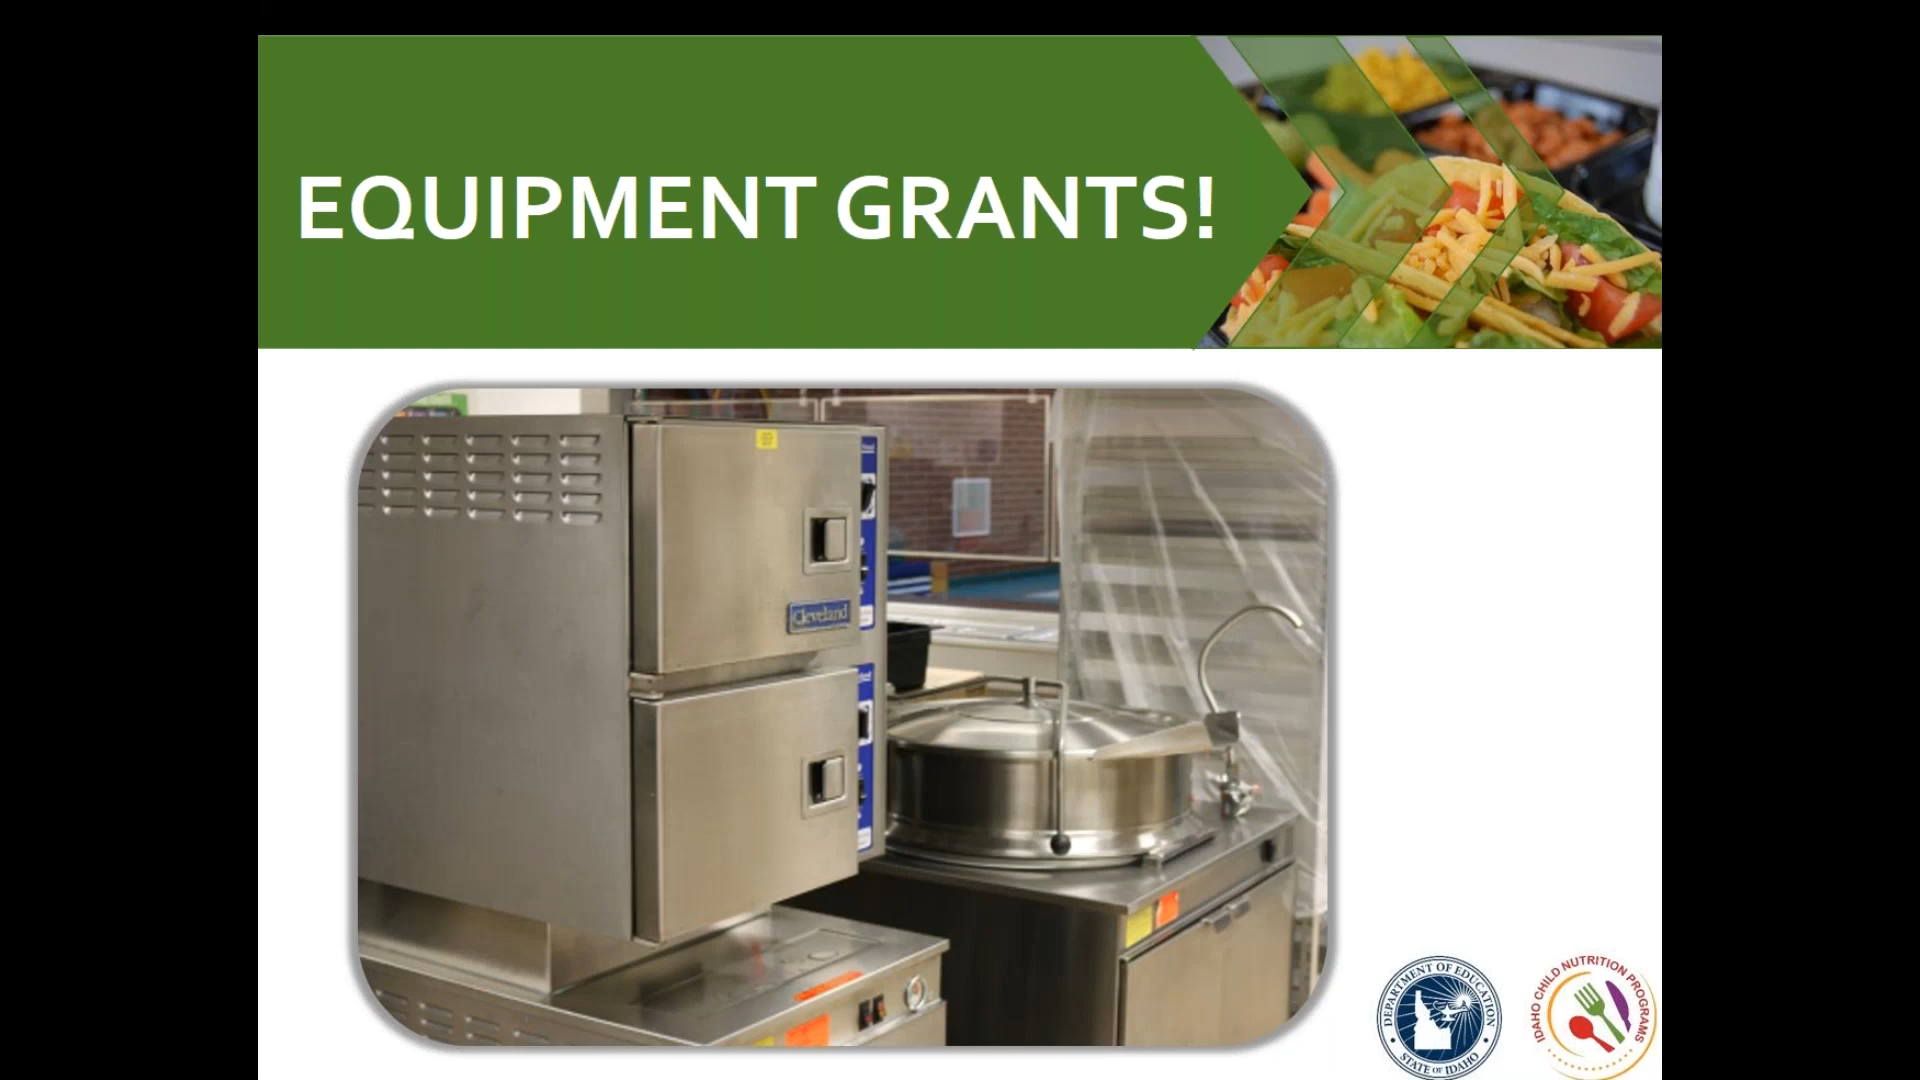 EQUIPMENT GRANTS!
Cleveland
DEPARTMENT OF EDUCATION
STATE OF IDAHO
IDAHO CHILD NUTRITION PROGRAMS